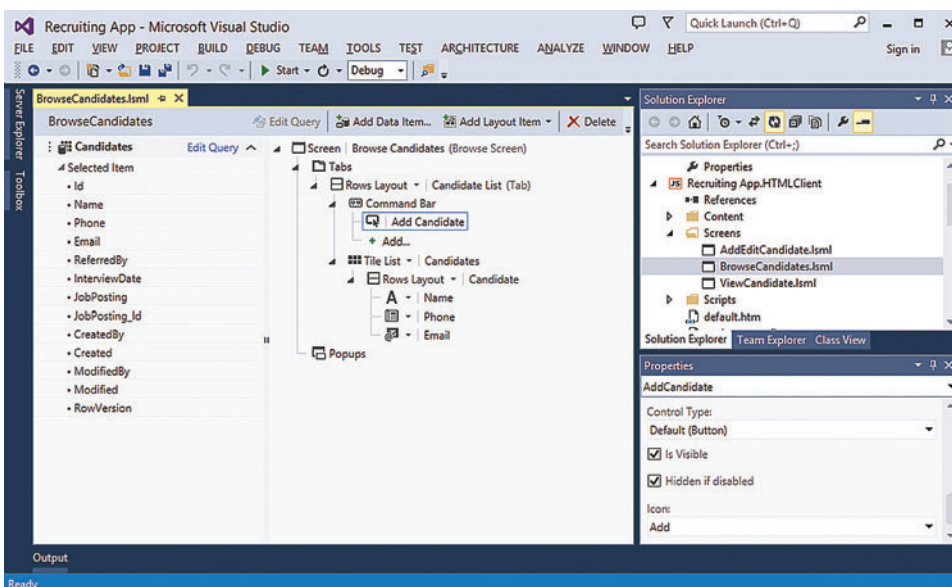 Recruiting App - Microsoft Visual Studio
Quick Launch (Ctrl+Q)
FILE EDIT VIEW PROJECT BUILD DEBUG TEAM TOOLS TEST ARCHITECTURE ANALYZE WINDOW HELP
Sign in
Start
Debug
Server Explorer
Toolbox
BrowseCandidates.lsml
BrowseCandidates
Edit Query
Add Data Item...
Add Layout Item
Delete
Candidates
Edit Query
Selected Item
• Id
• Name
• Phone
• Email
• ReferredBy
• InterviewDate
• JobPosting
• JobPosting_Id
• CreatedBy
• Created
• ModifiedBy
• Modified
• RowVersion
Screen | Browse Candidates (Browse Screen)
Tabs
Rows Layout | Candidate List (Tab)
Command Bar
Add Candidate
+ Add...
Tile List | Candidates
Rows Layout | Candidate
A | Name
Phone
Email
Popups
Solution Explorer
Search Solution Explorer (Ctrl+;)
Properties
JS Recruiting App.HTMLClient
References
Content
Screens
AddEditCandidate.lsml
BrowseCandidates.lsml
ViewCandidate.lsml
Scripts
default.htm
Solution Explorer Team Explorer Class View
Properties
AddCandidate
Control Type:
Default (Button)
Is Visible
Hidden if disabled
Icon:
Add
Output
Ready